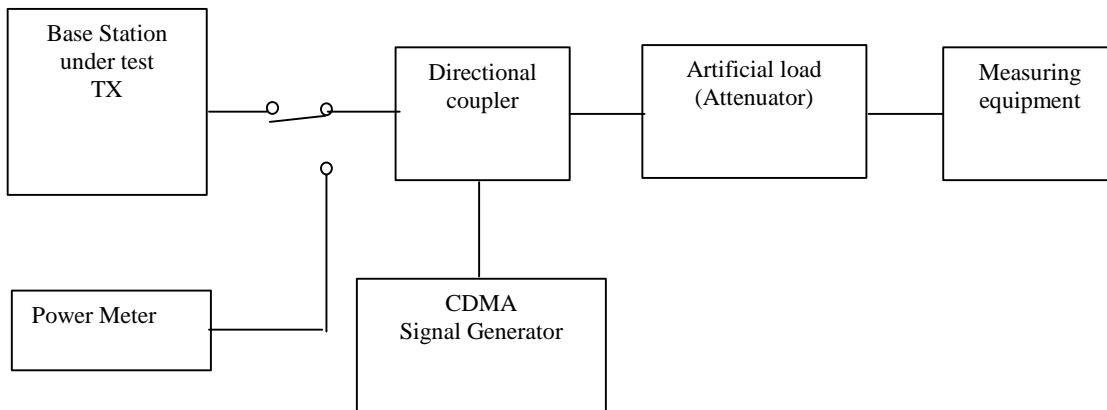 Base Station
under test
TX
Directional
coupler
Artificial load
(Attenuator)
Measuring
equipment
Power Meter
CDMA
Signal Generator